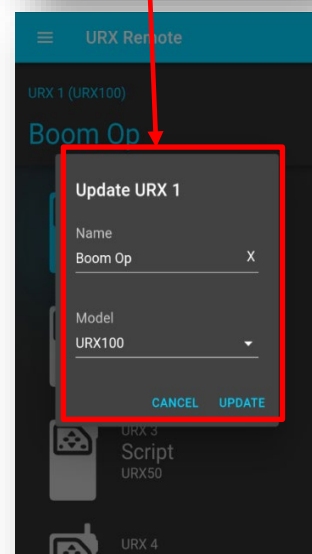 URX Remote
URX 1 (URX100)
Boom Op
Update URX 1
Name
Boom Op X
Model
URX100
CANCEL UPDATE
URX 3
Script
URX50
URX 4